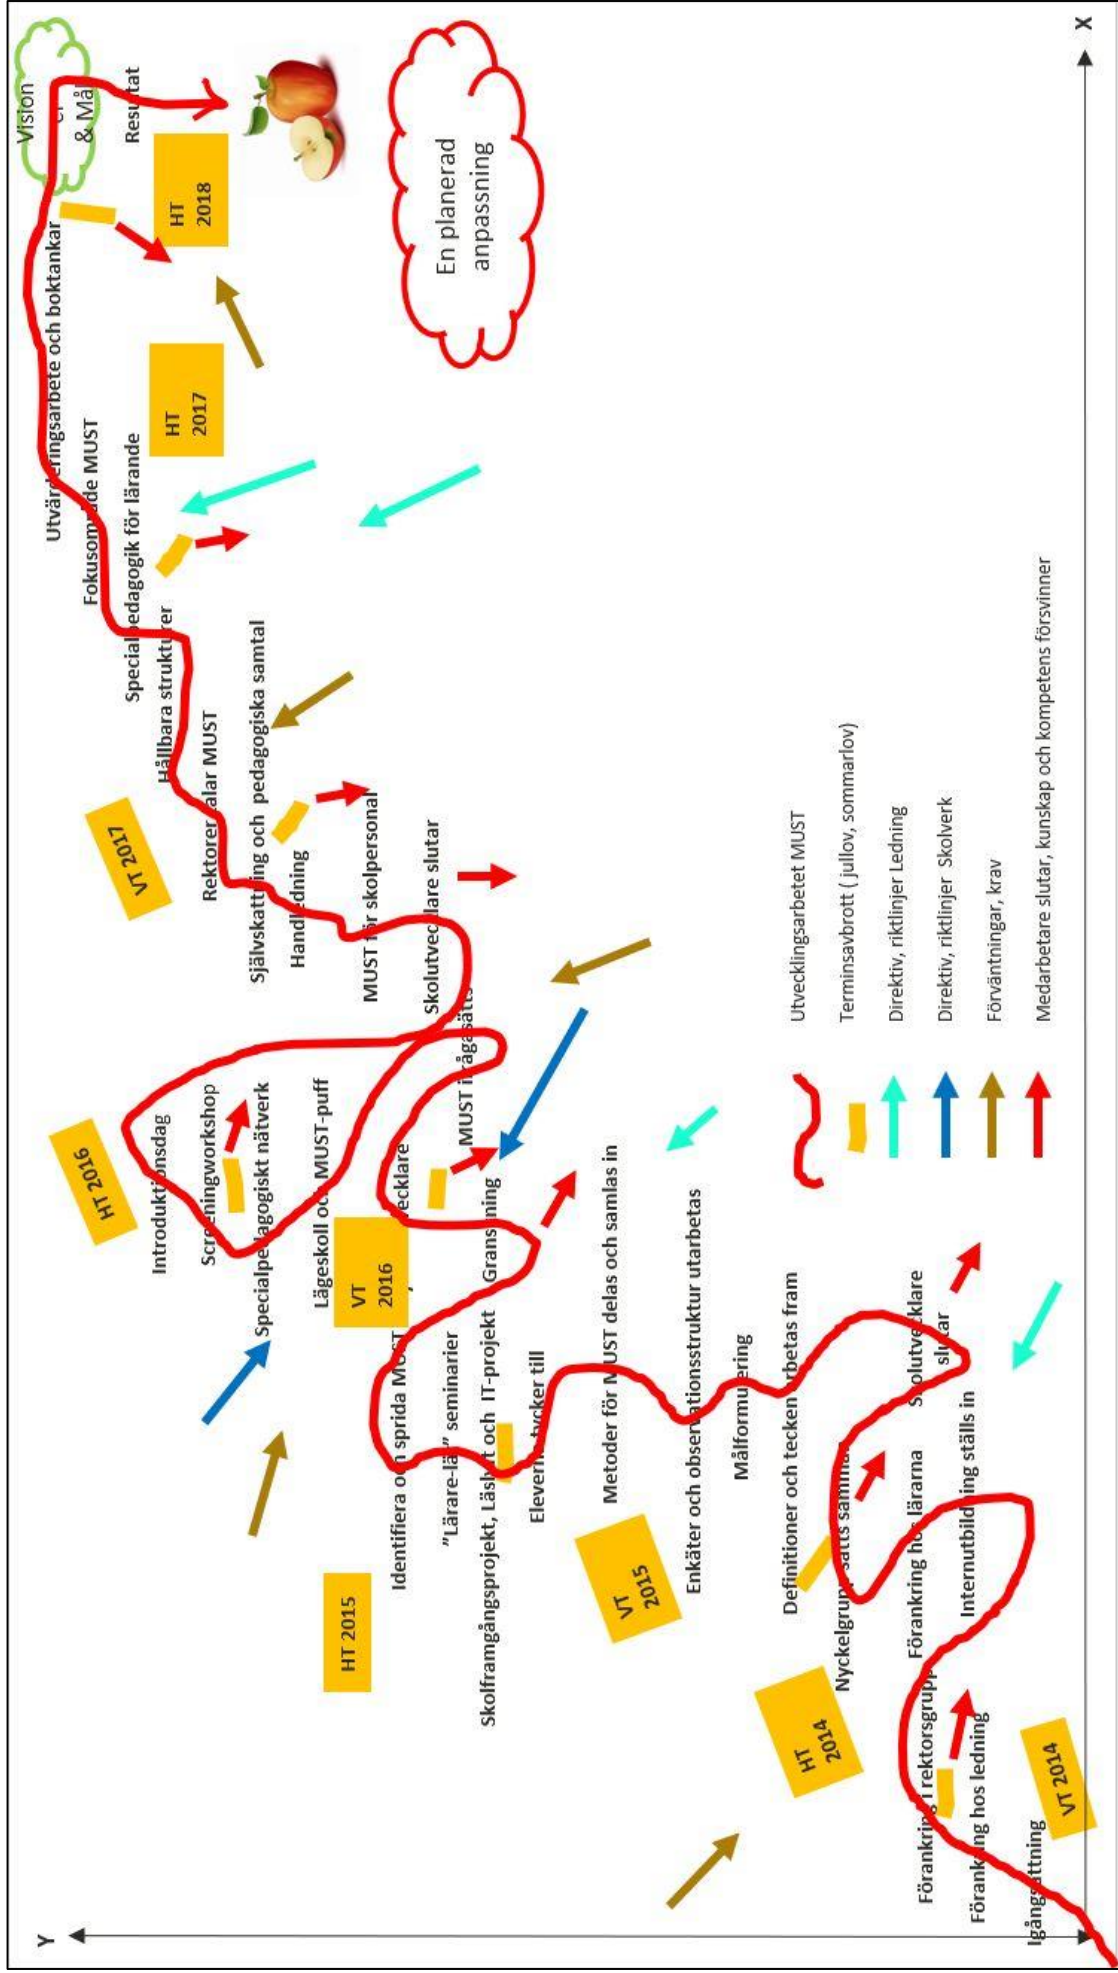 Y
X
Vision
er
& Mål
Resultat
HT
2018
En planerad
anpassning
Utvärderingsarbete och boktankar
Fokusområde MUST
Specialpedagogik för lärande
HT
2017
Hållbara strukturer
Rektorer talar MUST
Självskattning och pedagogiska samtal
Handledning
MUST för skolpersonal
Skolutvecklare slutar
VT 2017
MUST ifrågasätts
HT 2016
Introduktionsdag
Screeningworkshop
Specialpedagogiskt nätverk
Lägeskoll och MUST-puff
VT
2016
Granskning
Identifiera och sprida MUST
"Lärare-lär" seminarier
Skolframgångsprojekt, Läslyft och IT-projekt
Eleverna tycker till
HT 2015
Metoder för MUST delas och samlas in
Enkäter och observationsstruktur utarbetas
Målformulering
Definitioner och tecken arbetas fram
VT
2015
Nyckelgrupp sätts samman
Skolutvecklare
slutar
Förankring hos lärarna
Internutbildning ställs in
HT
2014
Förankring i rektorsgrupp
Förankring hos ledning
Igångsättning
VT 2014
Utvecklingsarbetet MUST
Terminsavbrott ( jullov, sommarlov)
Direktiv, riktlinjer Ledning
Direktiv, riktlinjer Skolverk
Förväntningar, krav
Medarbetare slutar, kunskap och kompetens försvinner